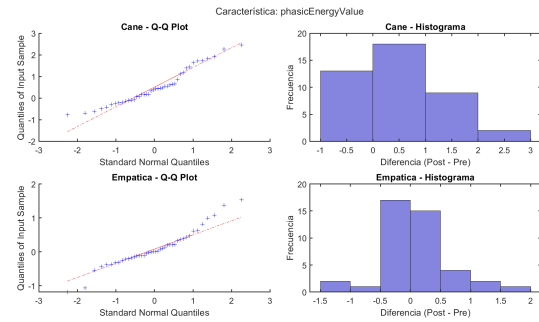 Característica: phasicEnergyValue
Cane - Q-Q Plot
Quantiles of Input Sample
3
2
1
0
-1
-2
-3 -2 -1 0 1 2 3
Standard Normal Quantiles
Cane - Histograma
Frecuencia
20
15
10
5
0
-1 -0.5 0 0.5 1 1.5 2 2.5 3
Diferencia (Post - Pre)
Empatica - Q-Q Plot
Quantiles of Input Sample
2
1
0
-1
-3 -2 -1 0 1 2 3
Standard Normal Quantiles
Empatica - Histograma
Frecuencia
20
15
10
5
0
-1.5 -1 -0.5 0 0.5 1 1.5 2
Diferencia (Post - Pre)